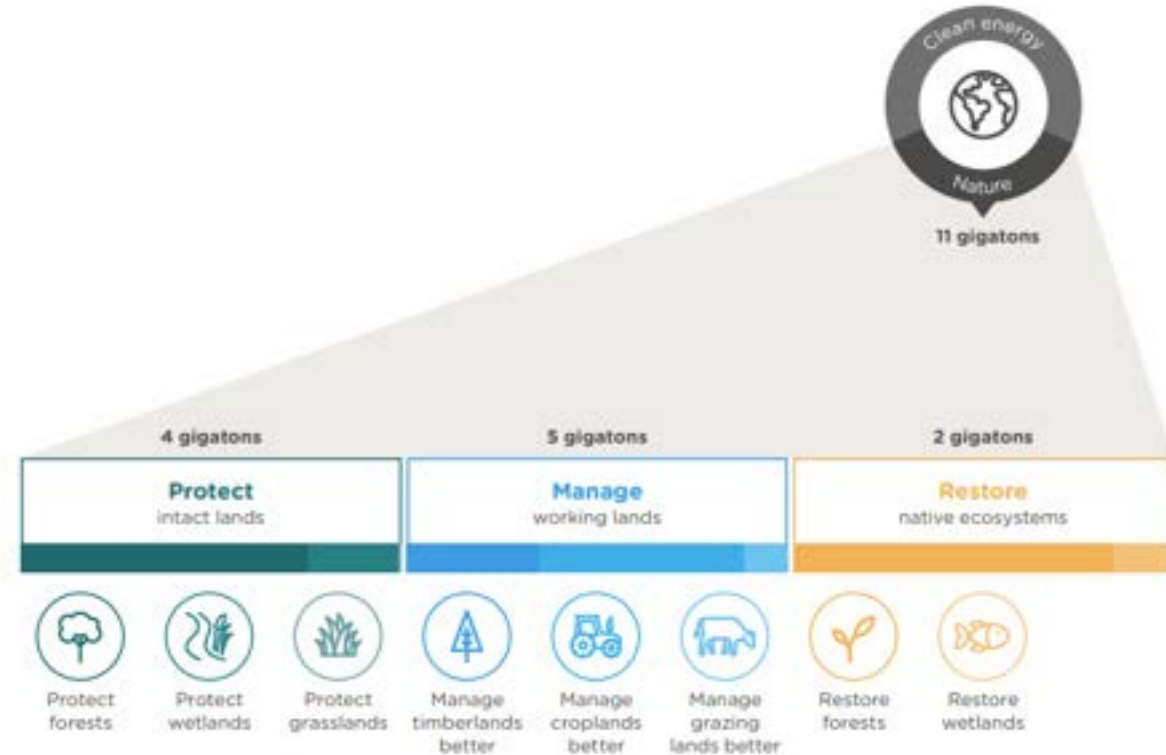 Clean energy
Nature
11 gigatons
4 gigatons
5 gigatons
2 gigatons
Protect
intact lands
Manage
working lands
Restore
native ecosystems
Protect
forests
Protect
wetlands
Protect
grasslands
Manage
timberlands
better
Manage
croplands
better
Manage
grazing
lands better
Restore
forests
Restore
wetlands